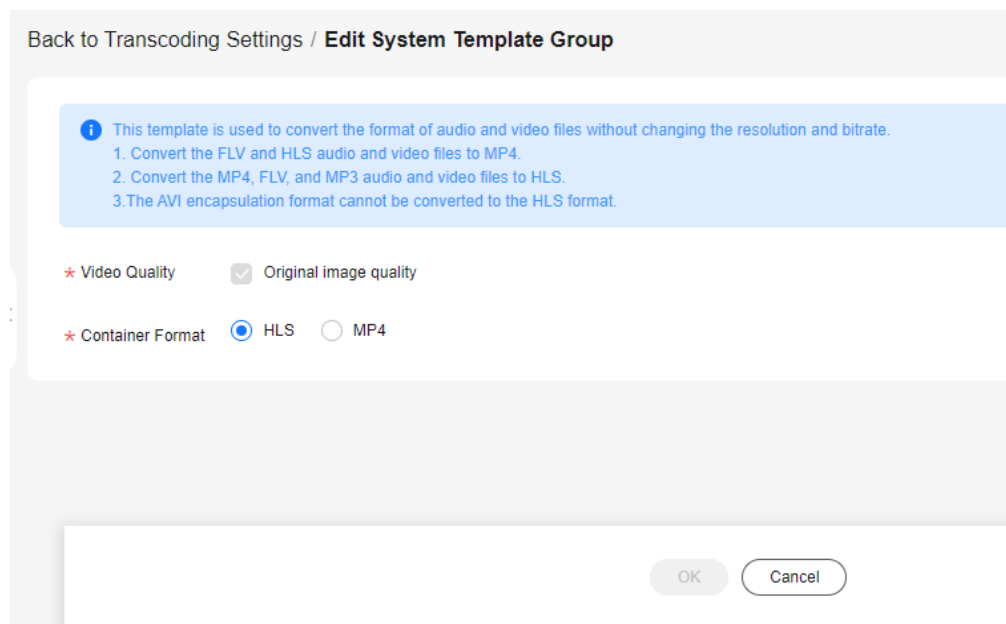 Back to Transcoding Settings / Edit System Template Group
This template is used to convert the format of audio and video files without changing the resolution and bitrate.
1. Convert the FLV and HLS audio and video files to MP4.
2. Convert the MP4, FLV, and MP3 audio and video files to HLS.
3.The AVI encapsulation format cannot be converted to the HLS format.
* Video Quality Original image quality
* Container Format HLS MP4
OK Cancel